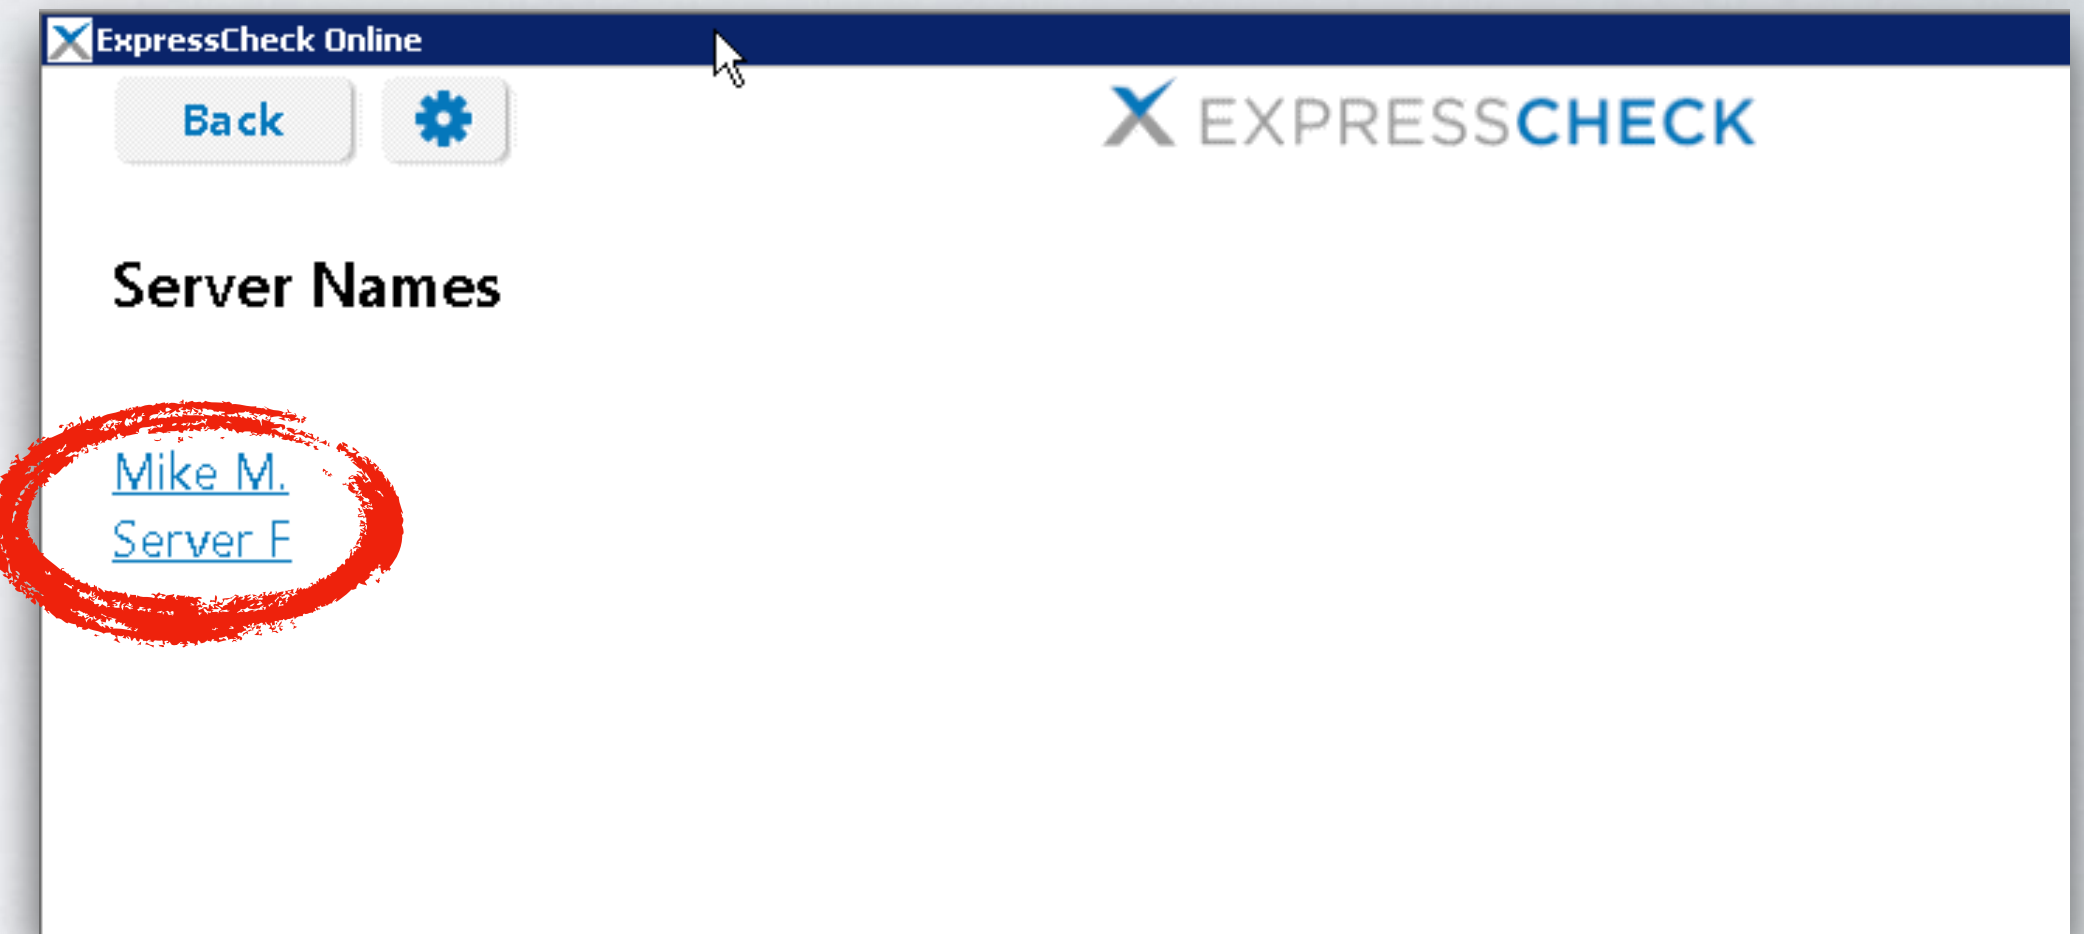 ExpressCheck Online
Back
EXPRESSCHECK
Server Names
Mike M.
Server F